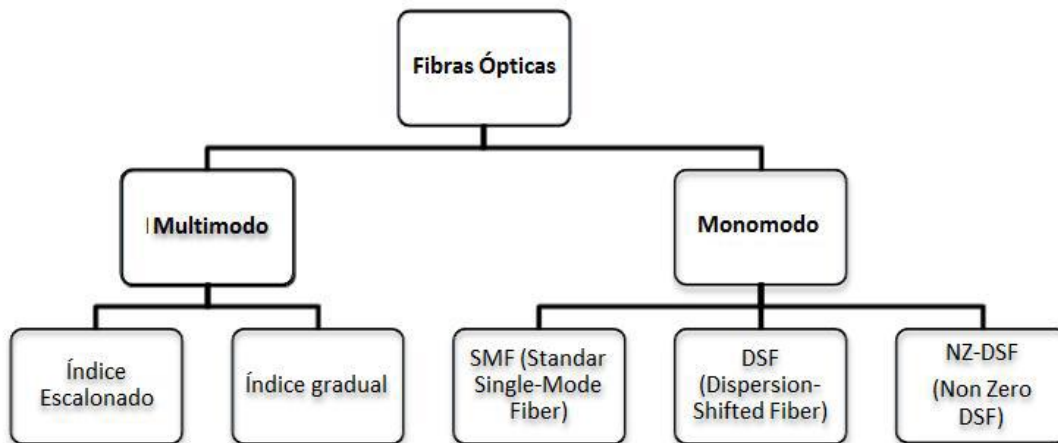 Fibras Ópticas
Multimodo
Monomodo
Índice
Escalonado
Índice gradual
SMF (Standar
Single-Mode
Fiber)
DSF
(Dispersion-
Shifted Fiber)
NZ-DSF
(Non Zero
DSF)